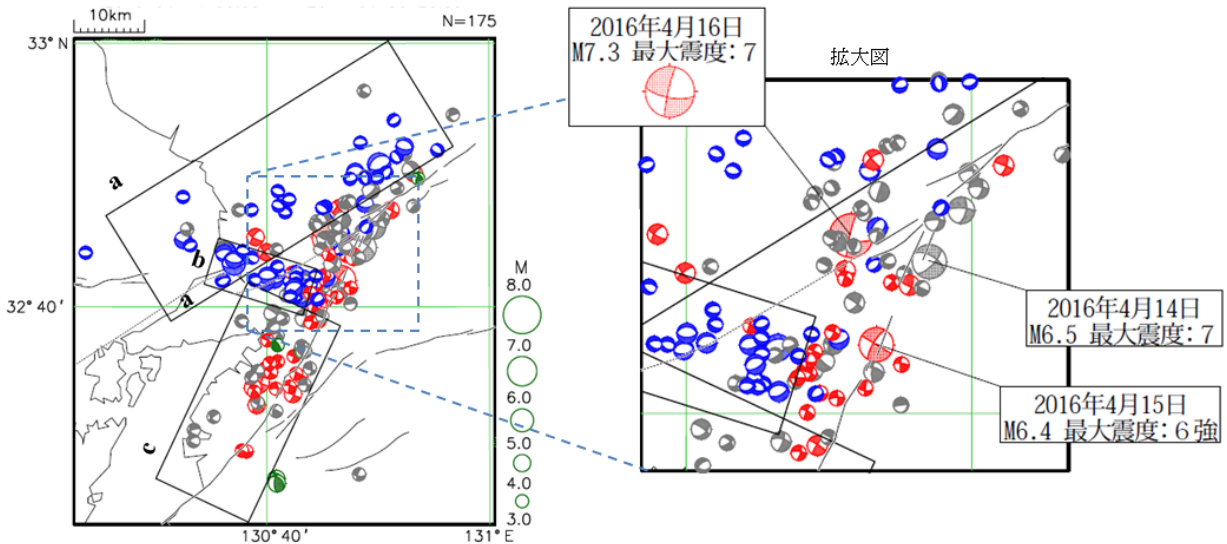 10km
N=175
33° N
32° 40′
130° 40′
131° E
a
b
a
c
M
8.0
7.0
6.0
5.0
4.0
3.0
拡大図
2016年4月16日
M7.3 最大震度:7
2016年4月14日
M6.5 最大震度:7
2016年4月15日
M6.4 最大震度:6強